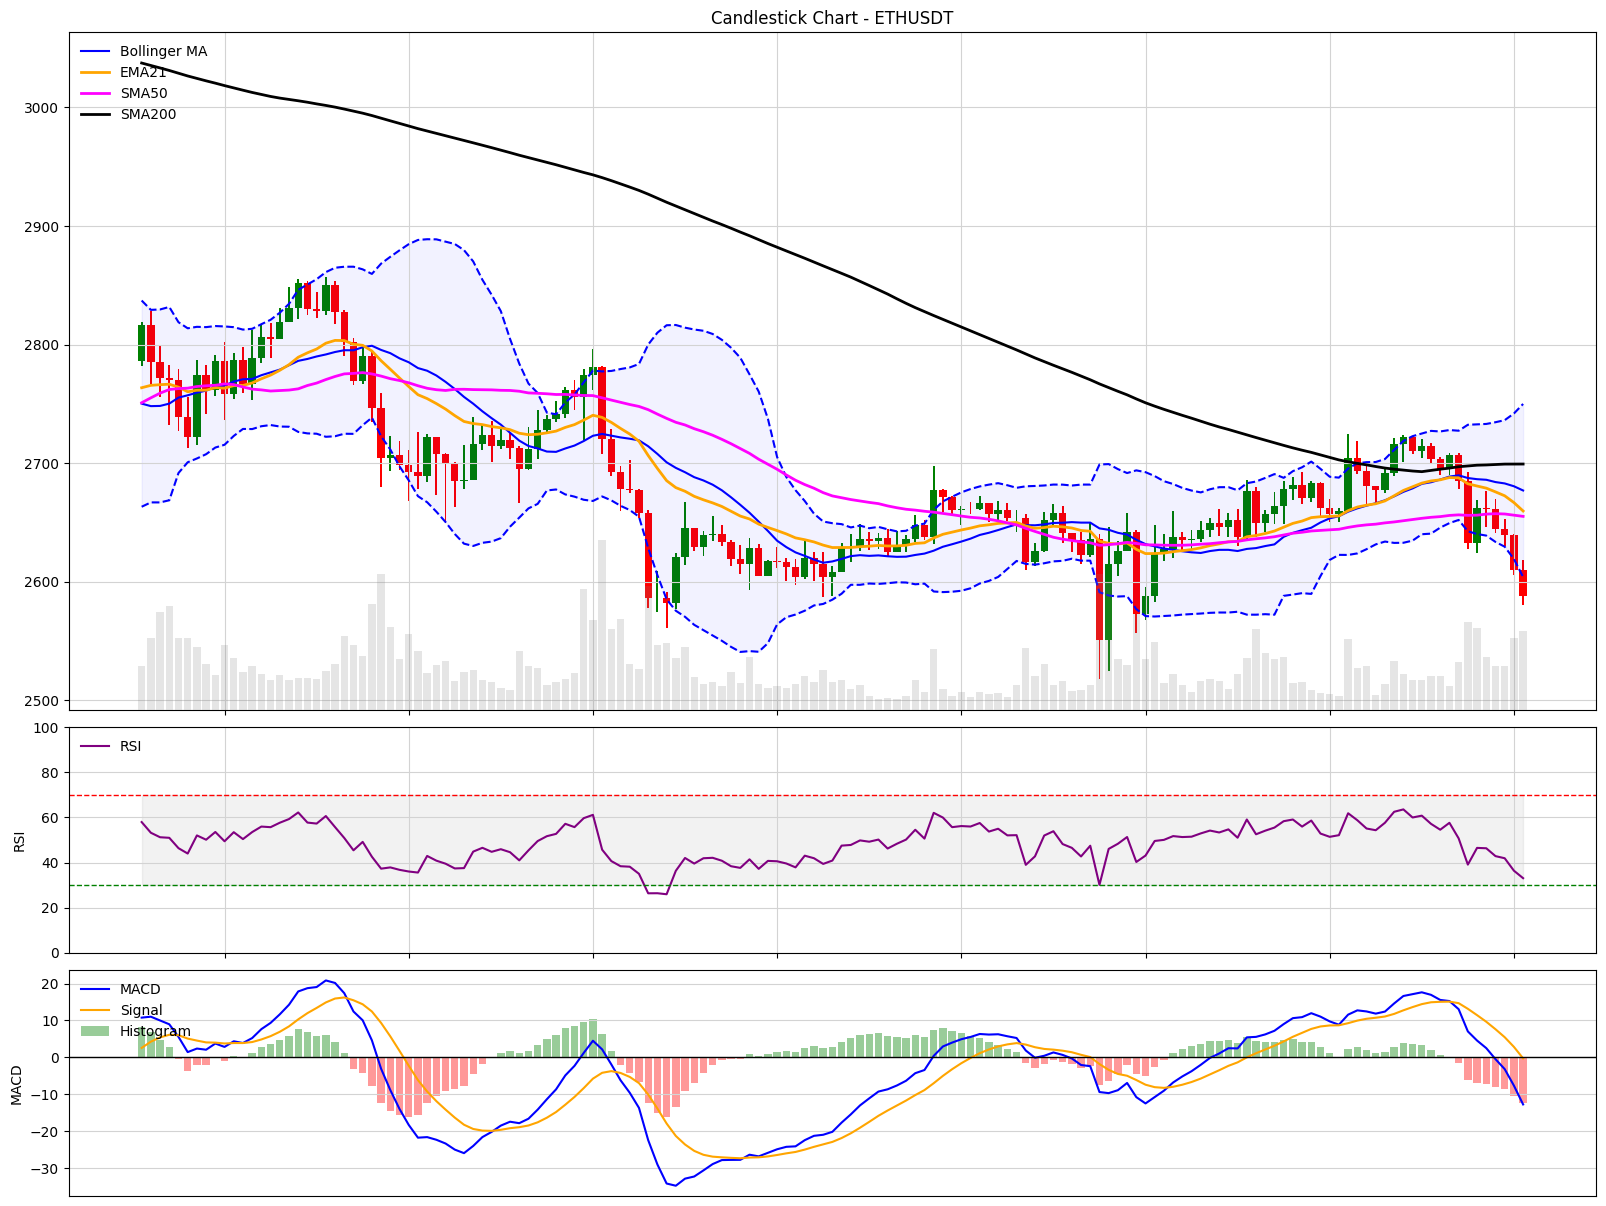 Candlestick Chart - ETHUSDT
Bollinger MA
EMA21
SMA50
SMA200
3000
2900
2800
2700
2600
2500
RSI
100
80
60
40
20
0
RSI
MACD
Signal
Histogram
20
10
0
−10
−20
−30
MACD